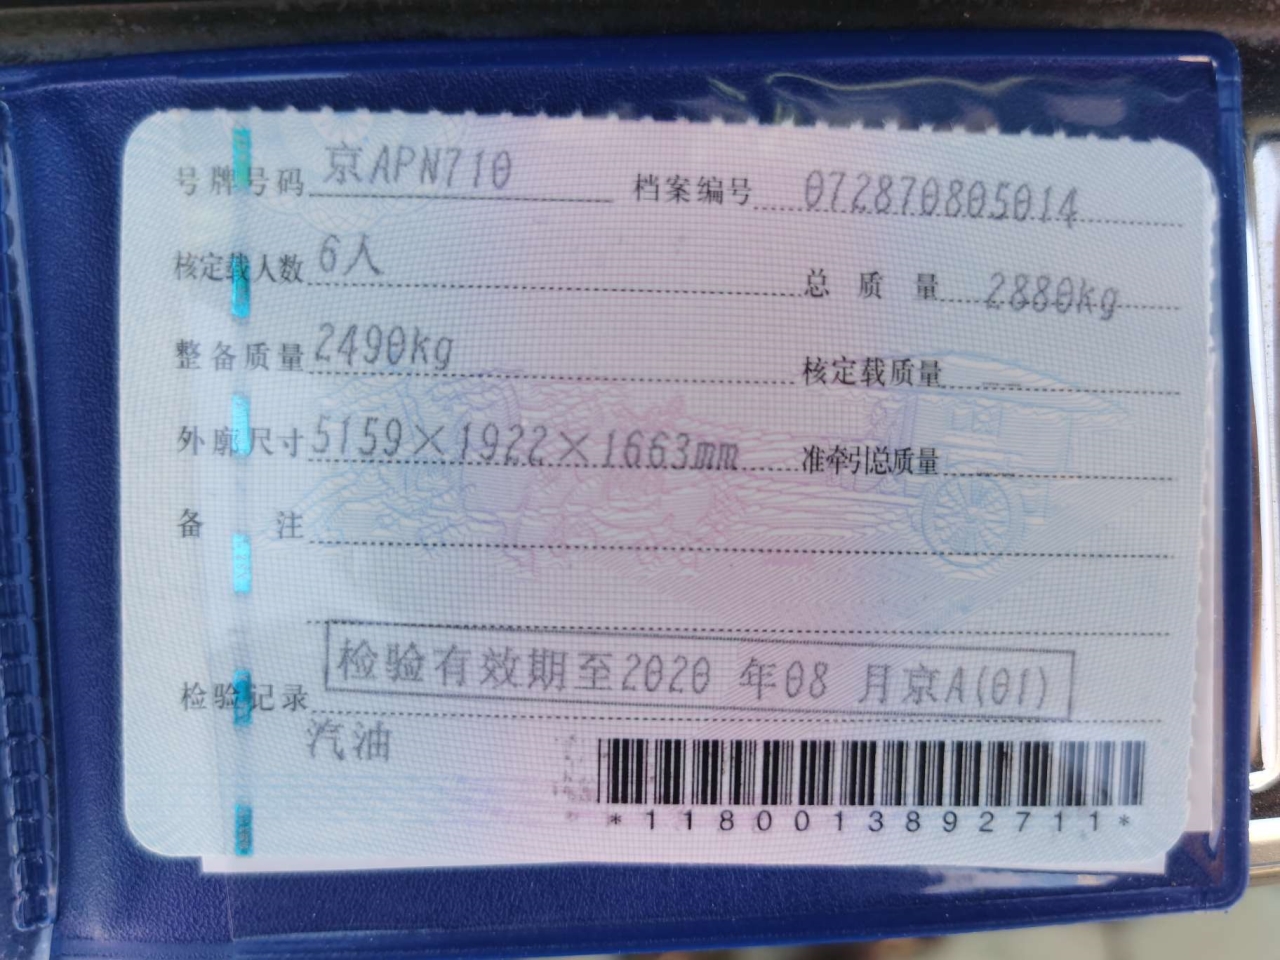 号牌号码 京APN710 档案编号 072870805014
核定载人数 6人 总质量 2880kg
整备质量 2490kg 核定载质量 __
外廓尺寸 5159×1922×1663mm 准牵引总质量 __
备注
检验记录 检验有效期至2020 年08 月京A(01)
汽油
*1180013892711*